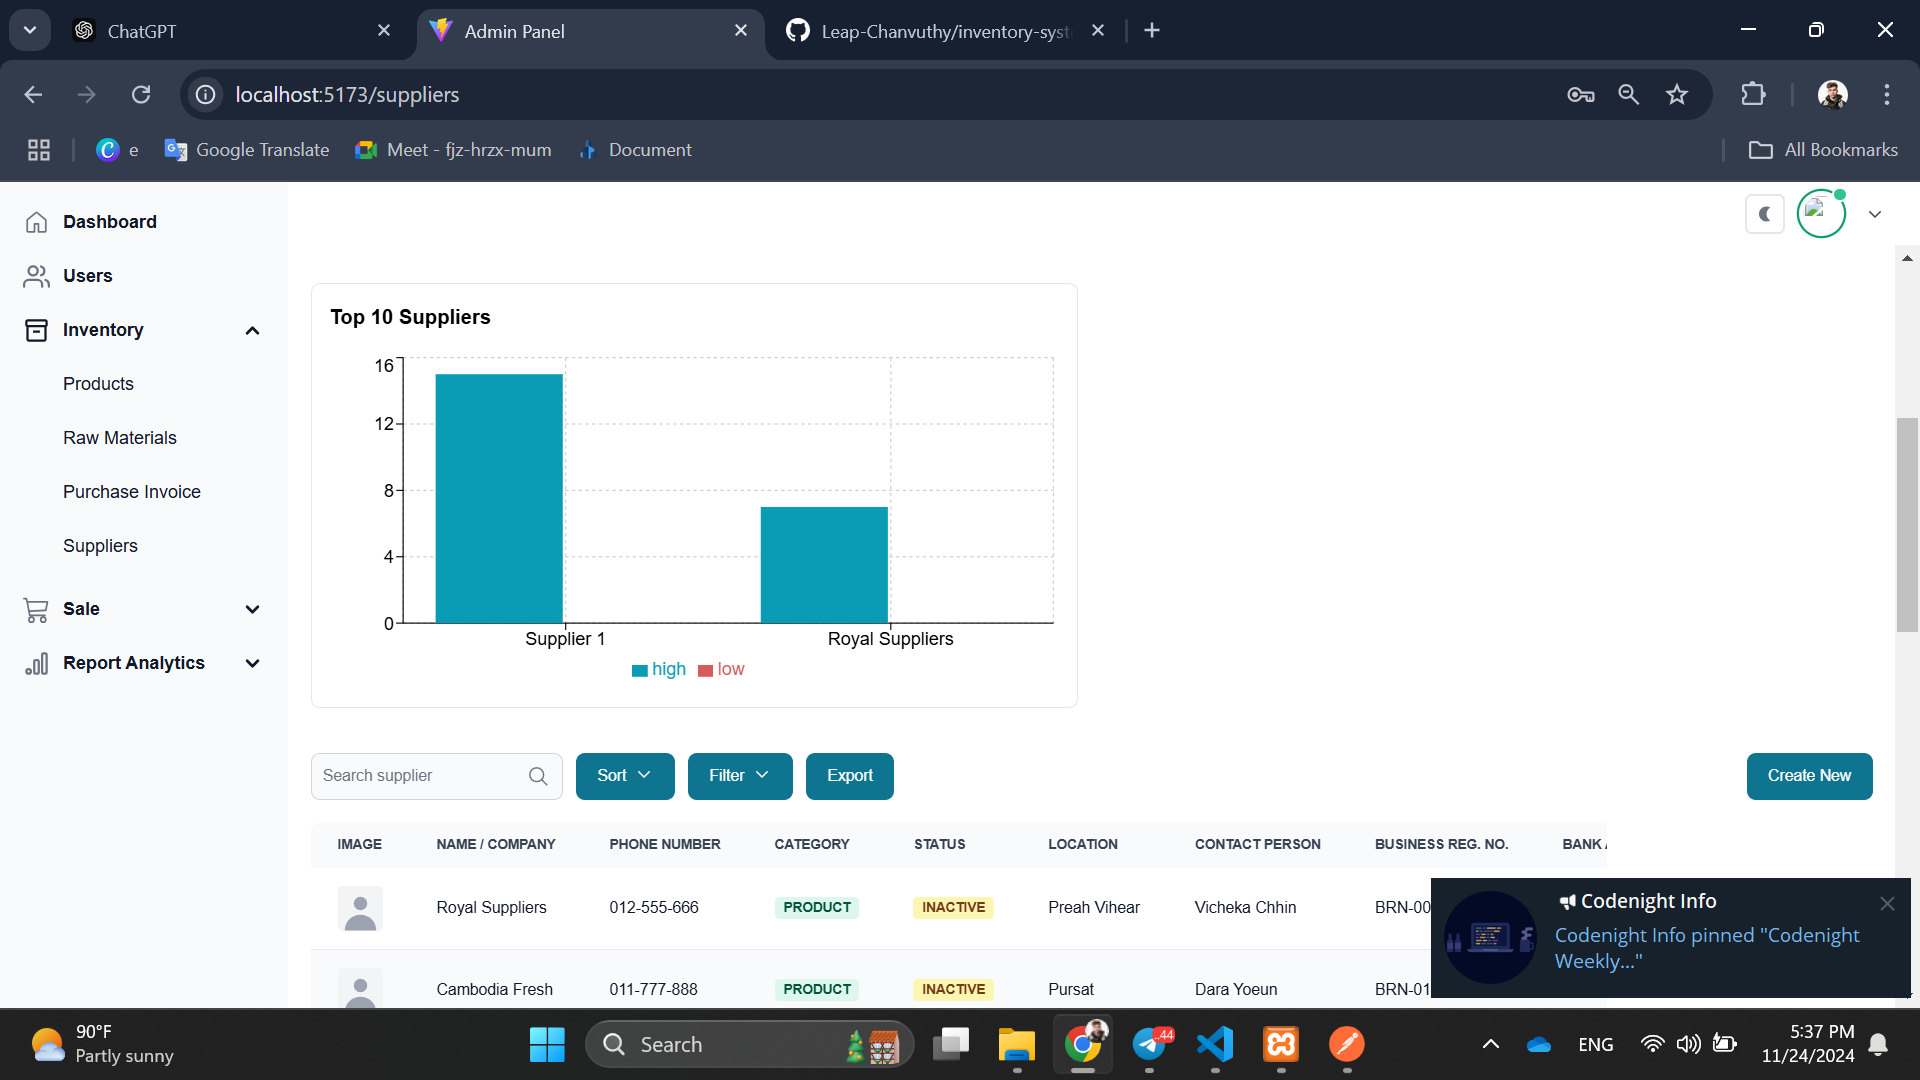 ChatGPT
Admin Panel
Leap-Chanvuthy/inventory-syst
localhost:5173/suppliers
e
Google Translate
Meet - fjz-hrzx-mum
Document
All Bookmarks
Dashboard
Users
Inventory
Products
Raw Materials
Purchase Invoice
Suppliers
Sale
Report Analytics
Top 10 Suppliers
16
12
8
4
0
Supplier 1
Royal Suppliers
high
low
Search supplier
Sort
Filter
Export
Create New
IMAGE NAME / COMPANY PHONE NUMBER CATEGORY STATUS LOCATION CONTACT PERSON BUSINESS REG. NO. BANK
Royal Suppliers 012-555-666 PRODUCT INACTIVE Preah Vihear Vicheka Chhin BRN-00
Cambodia Fresh 011-777-888 PRODUCT INACTIVE Pursat Dara Yoeun BRN-01
Codenight Info
Codenight Info pinned "Codenight
Weekly..."
90°F
Partly sunny
Search
..44
ENG
5:37 PM
11/24/2024